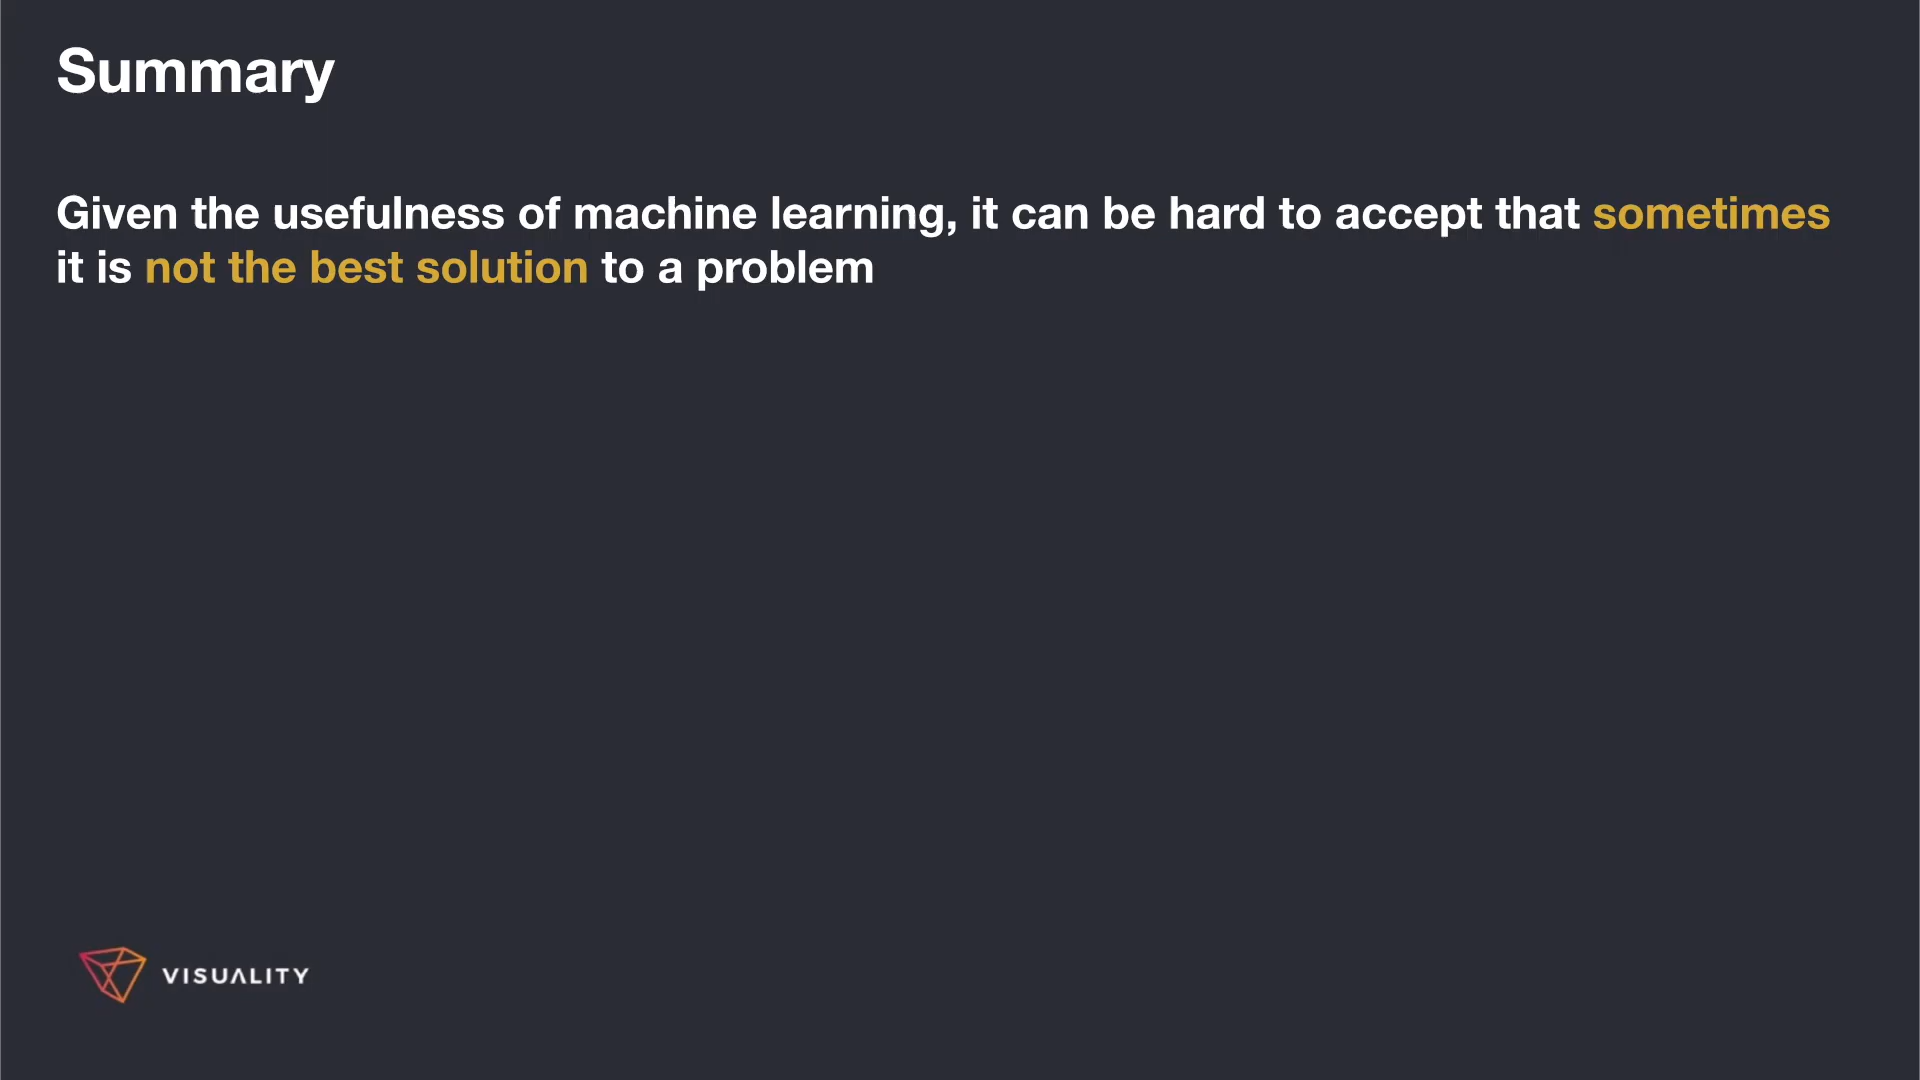 Summary
Given the usefulness of machine learning, it can be hard to accept that sometimes
it is not the best solution to a problem
VISUALITY